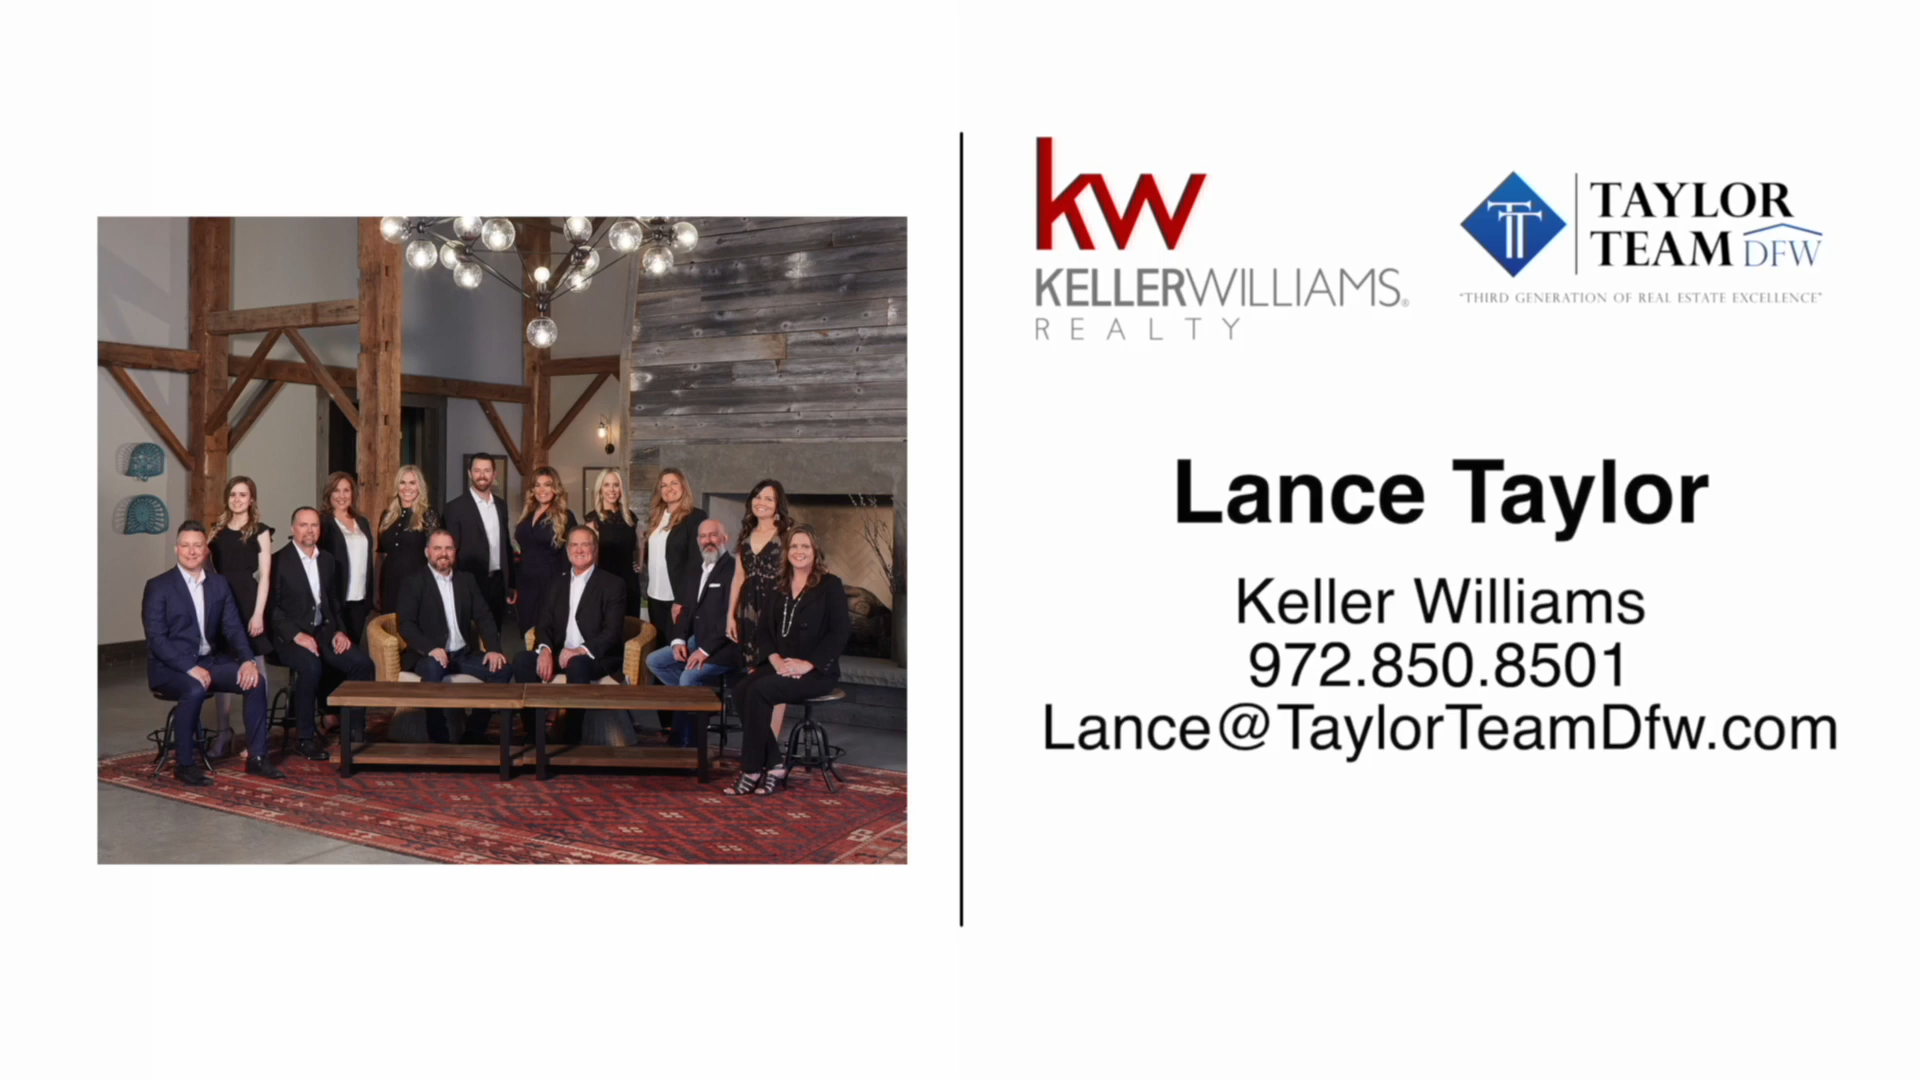 kw
KELLERWILLIAMS®
REALTY
TT
TAYLOR
TEAM DFW
"THIRD GENERATION OF REAL ESTATE EXCELLENCE"
Lance Taylor
Keller Williams
972.850.8501
Lance@TaylorTeamDfw.com